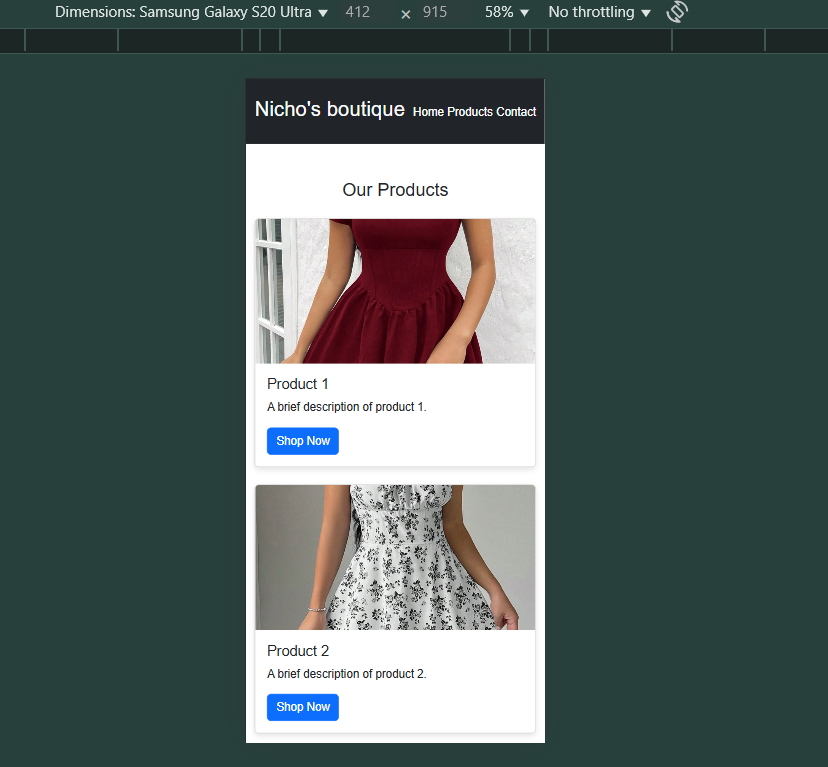 Dimensions: Samsung Galaxy S20 Ultra ▼ 412 × 915 58% ▼ No throttling ▼
Nicho's boutique Home Products Contact
Our Products
Product 1
A brief description of product 1.
Shop Now
Product 2
A brief description of product 2.
Shop Now